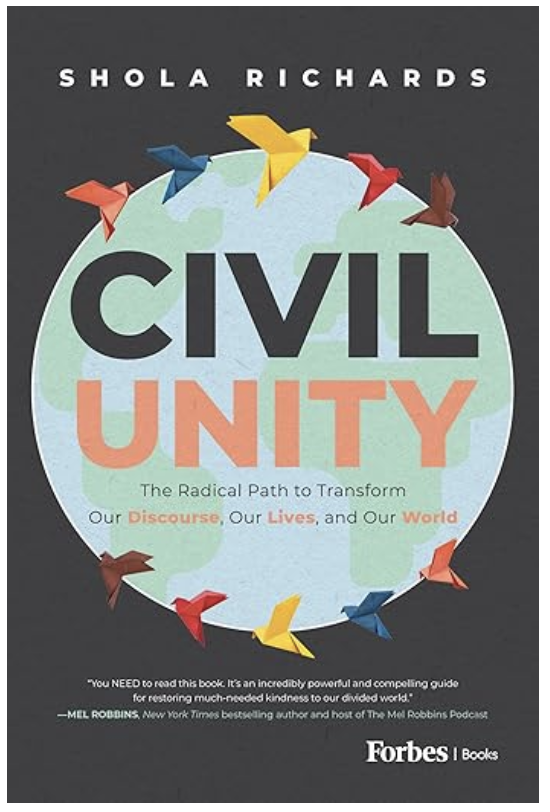 SHOLA RICHARDS
CIVIL
UNITY
The Radical Path to Transform
Our Discourse, Our Lives, and Our World
"You NEED to read this book. It's an incredibly powerful and compelling guide
for restoring much-needed kindness to our divided world."
—MEL ROBBINS, New York Times bestselling author and host of The Mel Robbins Podcast
Forbes | Books